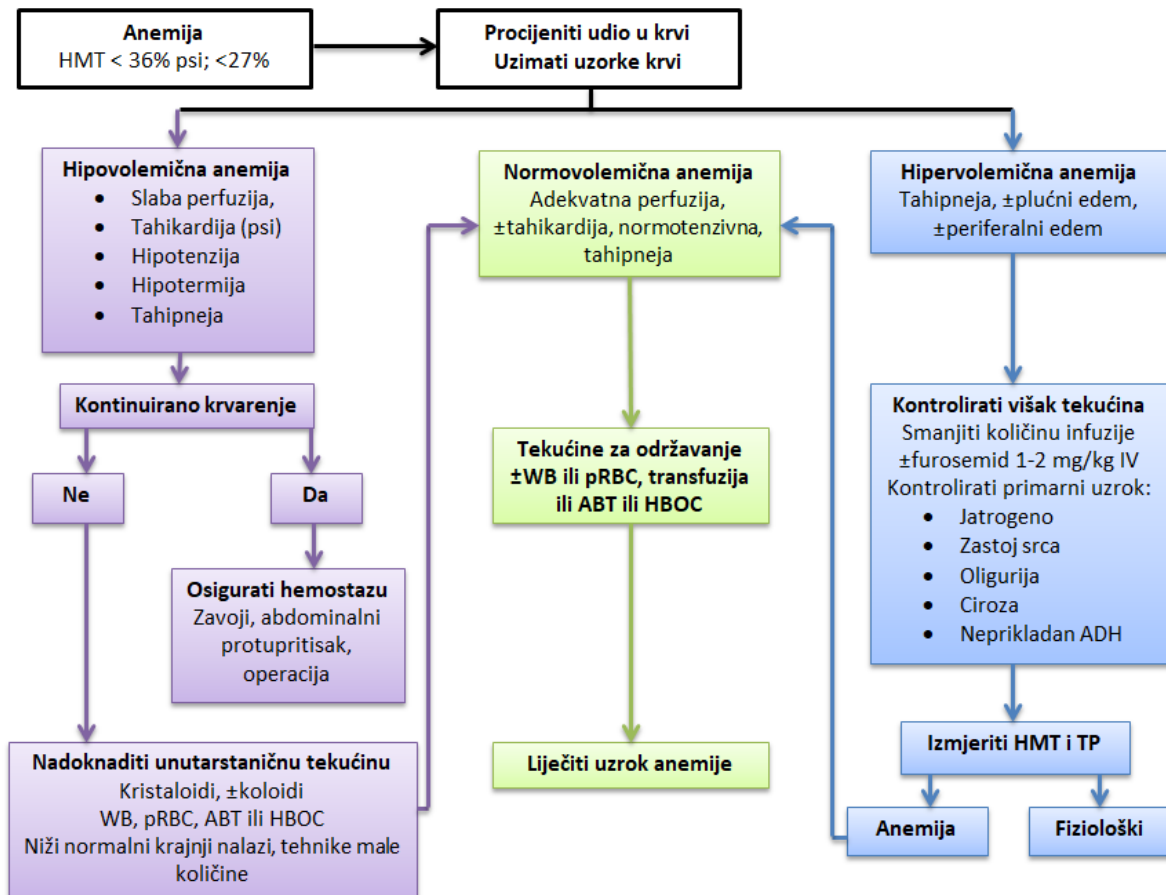 Anemija
HMT < 36% psi; <27%
Procijeniti udio u krvi
Uzimati uzorke krvi
Hipovolemična anemija
• Slaba perfuzija,
• Tahikardija (psi)
• Hipotenzija
• Hipotermija
• Tahipneja
Kontinuirano krvarenje
Ne
Da
Osigurati hemostazu
Zavoji, abdominalni
protupritisak,
operacija
Nadoknaditi unutarstaničnu tekućinu
Kristaloidi, ±koloidi
WB, pRBC, ABT ili HBOC
Niži normalni krajnji nalazi, tehnike male
količine
Normovolemična anemija
Adekvatna perfuzija,
±tahikardija, normotenzivna,
tahipneja
Tekućine za održavanje
±WB ili pRBC, transfuzija
ili ABT ili HBOC
Liječiti uzrok anemije
Hipervolemična anemija
Tahipneja, ±plućni edem,
±periferalni edem
Kontrolirati višak tekućina
Smanjiti količinu infuzije
±furosemid 1-2 mg/kg IV
Kontrolirati primarni uzrok:
• Jatrogeno
• Zastoj srca
• Oligurija
• Ciroza
• Neprikladan ADH
Izmjeriti HMT i TP
Anemija
Fiziološki